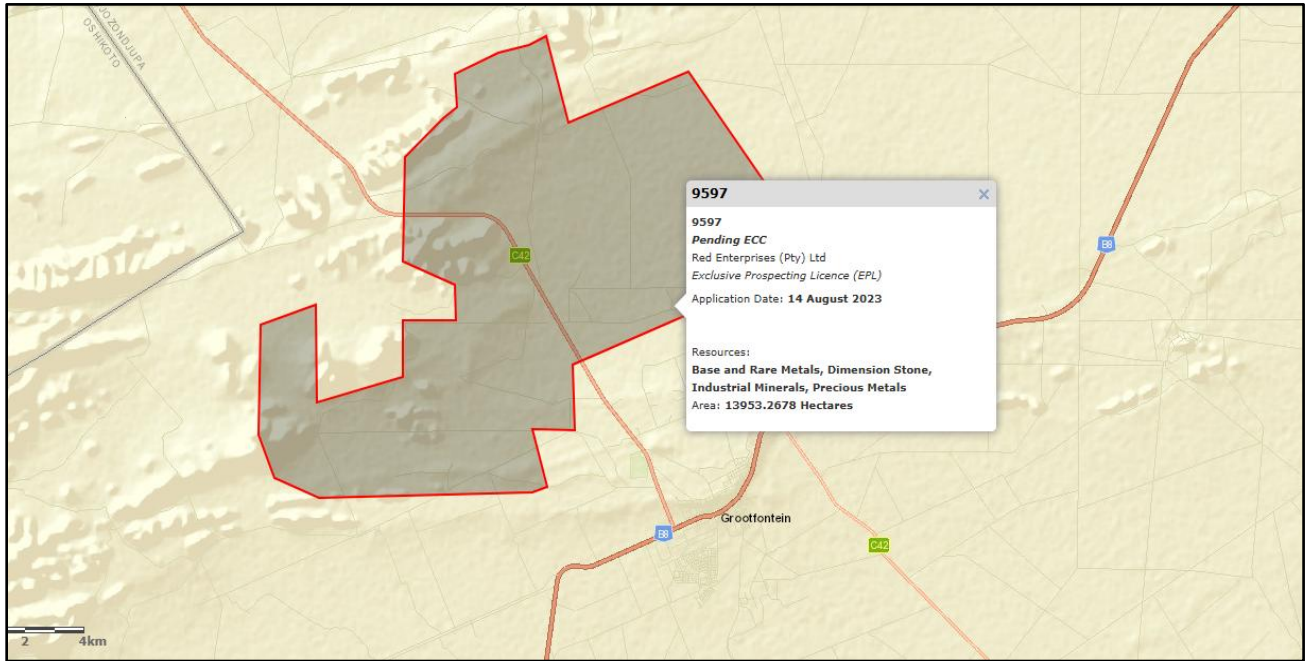 OJOZONDJUPA
OSHIKOTO
9597
9597
Pending ECC
Red Enterprises (Pty) Ltd
Exclusive Prospecting Licence (EPL)
Application Date: 14 August 2023
Resources:
Base and Rare Metals, Dimension Stone,
Industrial Minerals, Precious Metals
Area: 13953.2678 Hectares
C42
B8
Grootfontein
B8
C42
2 4km